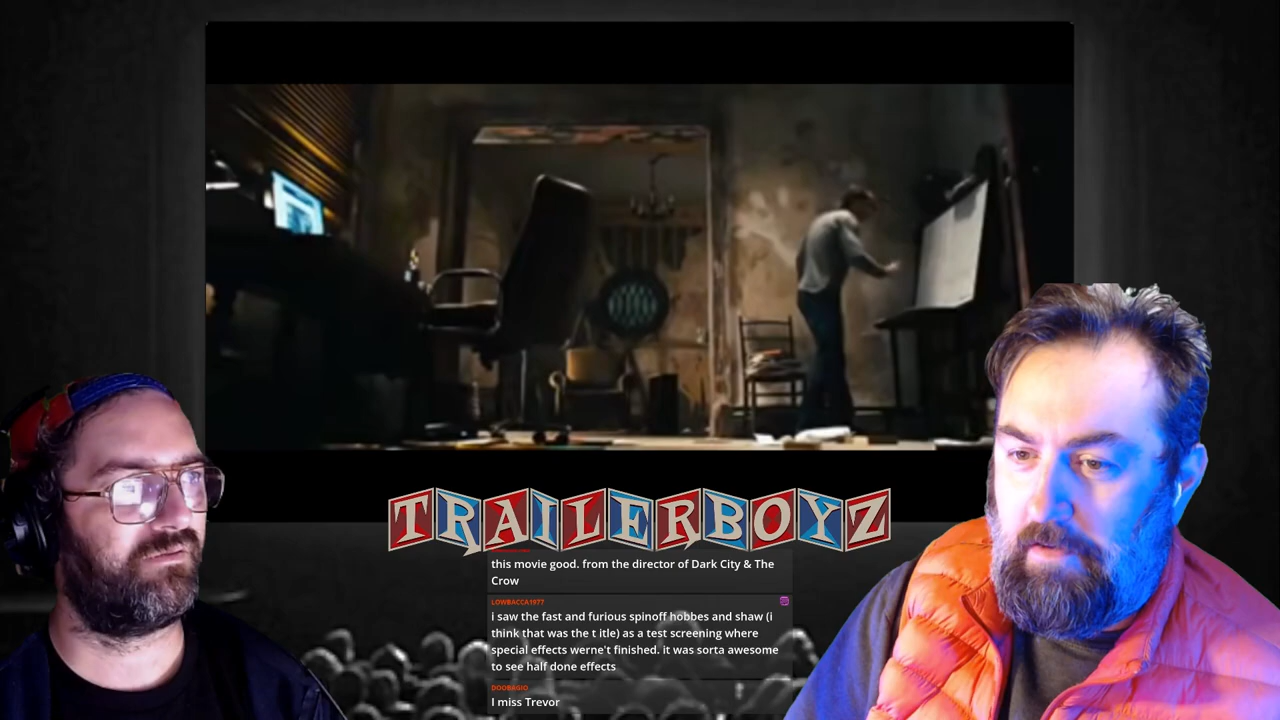 TRAILERBOYZ
this movie good. from the director of Dark City & The
Crow
LOWBACCA1977
i saw the fast and furious spinoff hobbes and shaw (i
think that was the t itle) as a test screening where
special effects werne't finished. it was sorta awesome
to see half done effects
DOOBAGIO
I miss Trevor